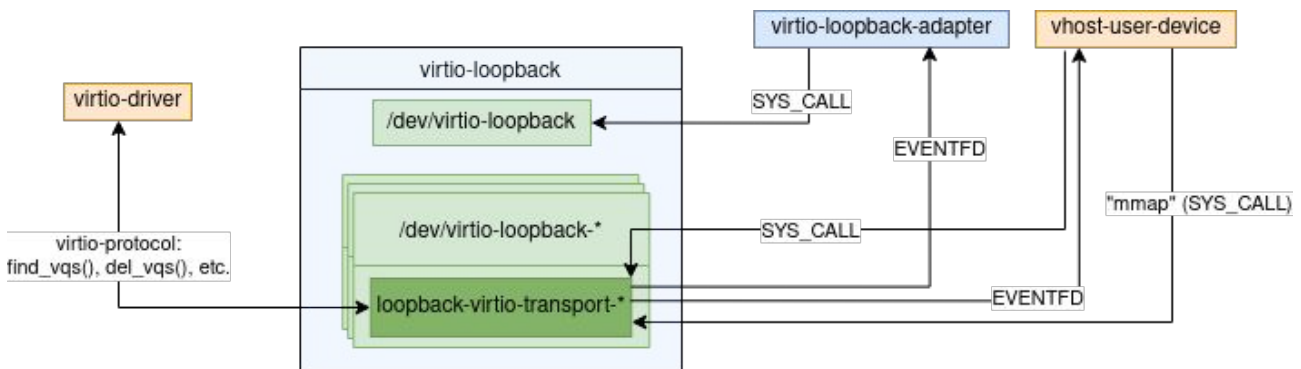 virtio-loopback-adapter
vhost-user-device
virtio-loopback
virtio-driver
SYS_CALL
/dev/virtio-loopback
EVENTFD
"mmap" (SYS_CALL)
/dev/virtio-loopback-*
SYS_CALL
virtio-protocol:
find_vqs(), del_vqs(), etc.
EVENTFD
loopback-virtio-transport-*